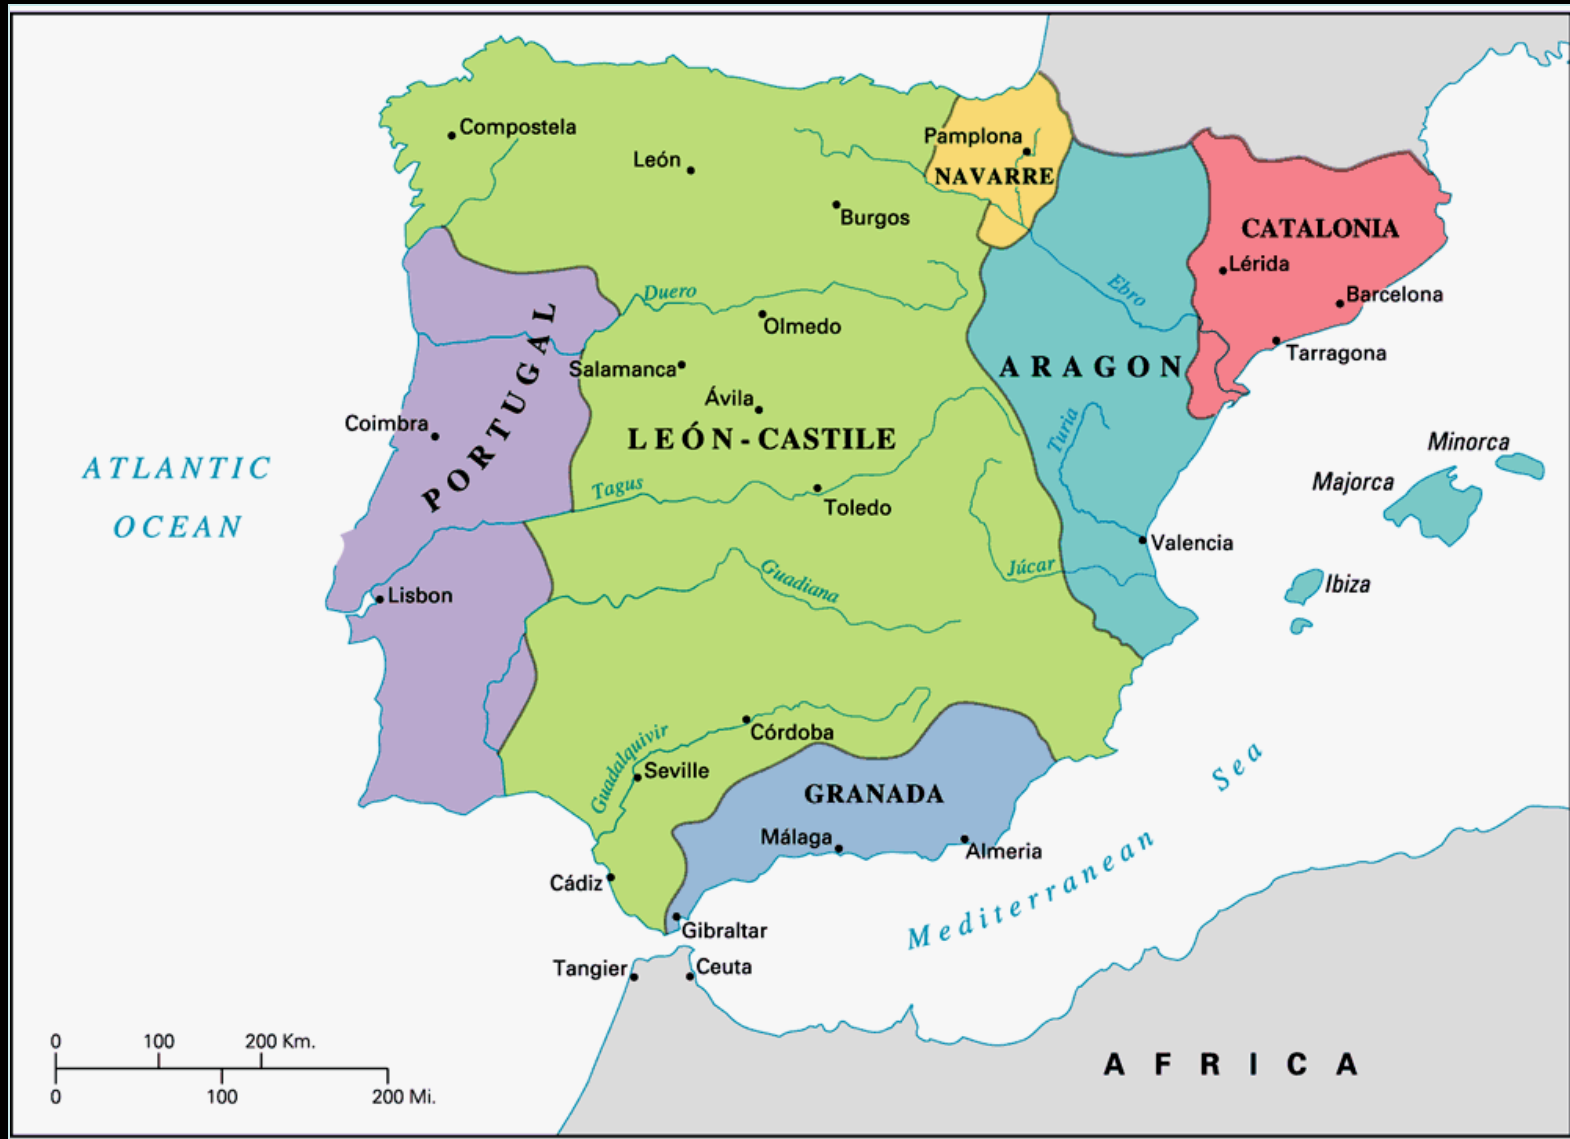 Compostela
León
Burgos
Pamplona
NAVARRE
CATALONIA
Lérida
Barcelona
Tarragona
Ebro
Duero
Olmedo
Salamanca
Ávila
ARAGON
PORTUGAL
Coimbra
LEÓN-CASTILE
Turia
Minorca
Majorca
ATLANTIC
OCEAN
Tagus
Toledo
Valencia
Júcar
Ibiza
Guadiana
Lisbon
Córdoba
Guadalquivir
Seville
GRANADA
Málaga
Almeria
Mediterranean Sea
Cádiz
Gibraltar
Tangier
Ceuta
0 100 200 Km.
0 100 200 Mi.
AFRICA